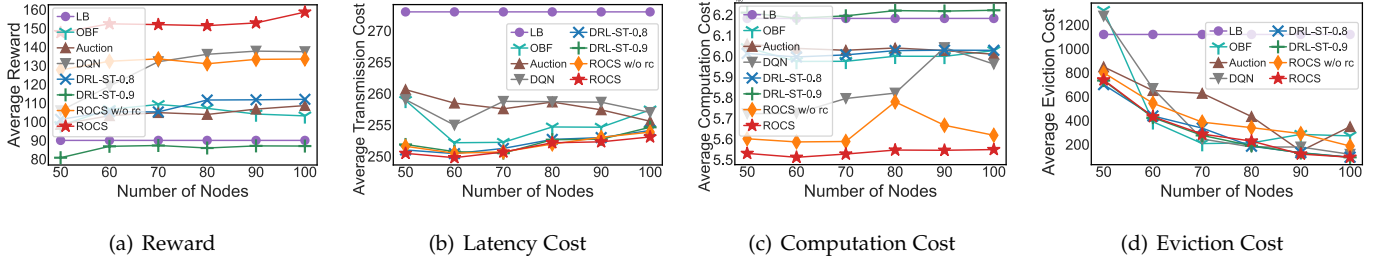 160
150
140
130
120
110
100
90
80
50 60 70 80 90 100
Average Reward
Number of Nodes
LB
OBF
Auction
DQN
DRL-ST-0.8
DRL-ST-0.9
ROCS w/o rc
ROCS
(a) Reward
270
265
260
255
250
50 60 70 80 90 100
Average Transmission Cost
Number of Nodes
LB
OBF
Auction
DQN
DRL-ST-0.8
DRL-ST-0.9
ROCS w/o rc
ROCS
(b) Latency Cost
6.2
6.1
6.0
5.9
5.8
5.7
5.6
5.5
50 60 70 80 90 100
Average Computation Cost
Number of Nodes
LB
OBF
Auction
DQN
DRL-ST-0.8
DRL-ST-0.9
ROCS w/o rc
ROCS
(c) Computation Cost
1200
1000
800
600
400
200
50 60 70 80 90 100
Average Eviction Cost
Number of Nodes
LB
OBF
Auction
DQN
DRL-ST-0.8
DRL-ST-0.9
ROCS w/o rc
ROCS
(d) Eviction Cost